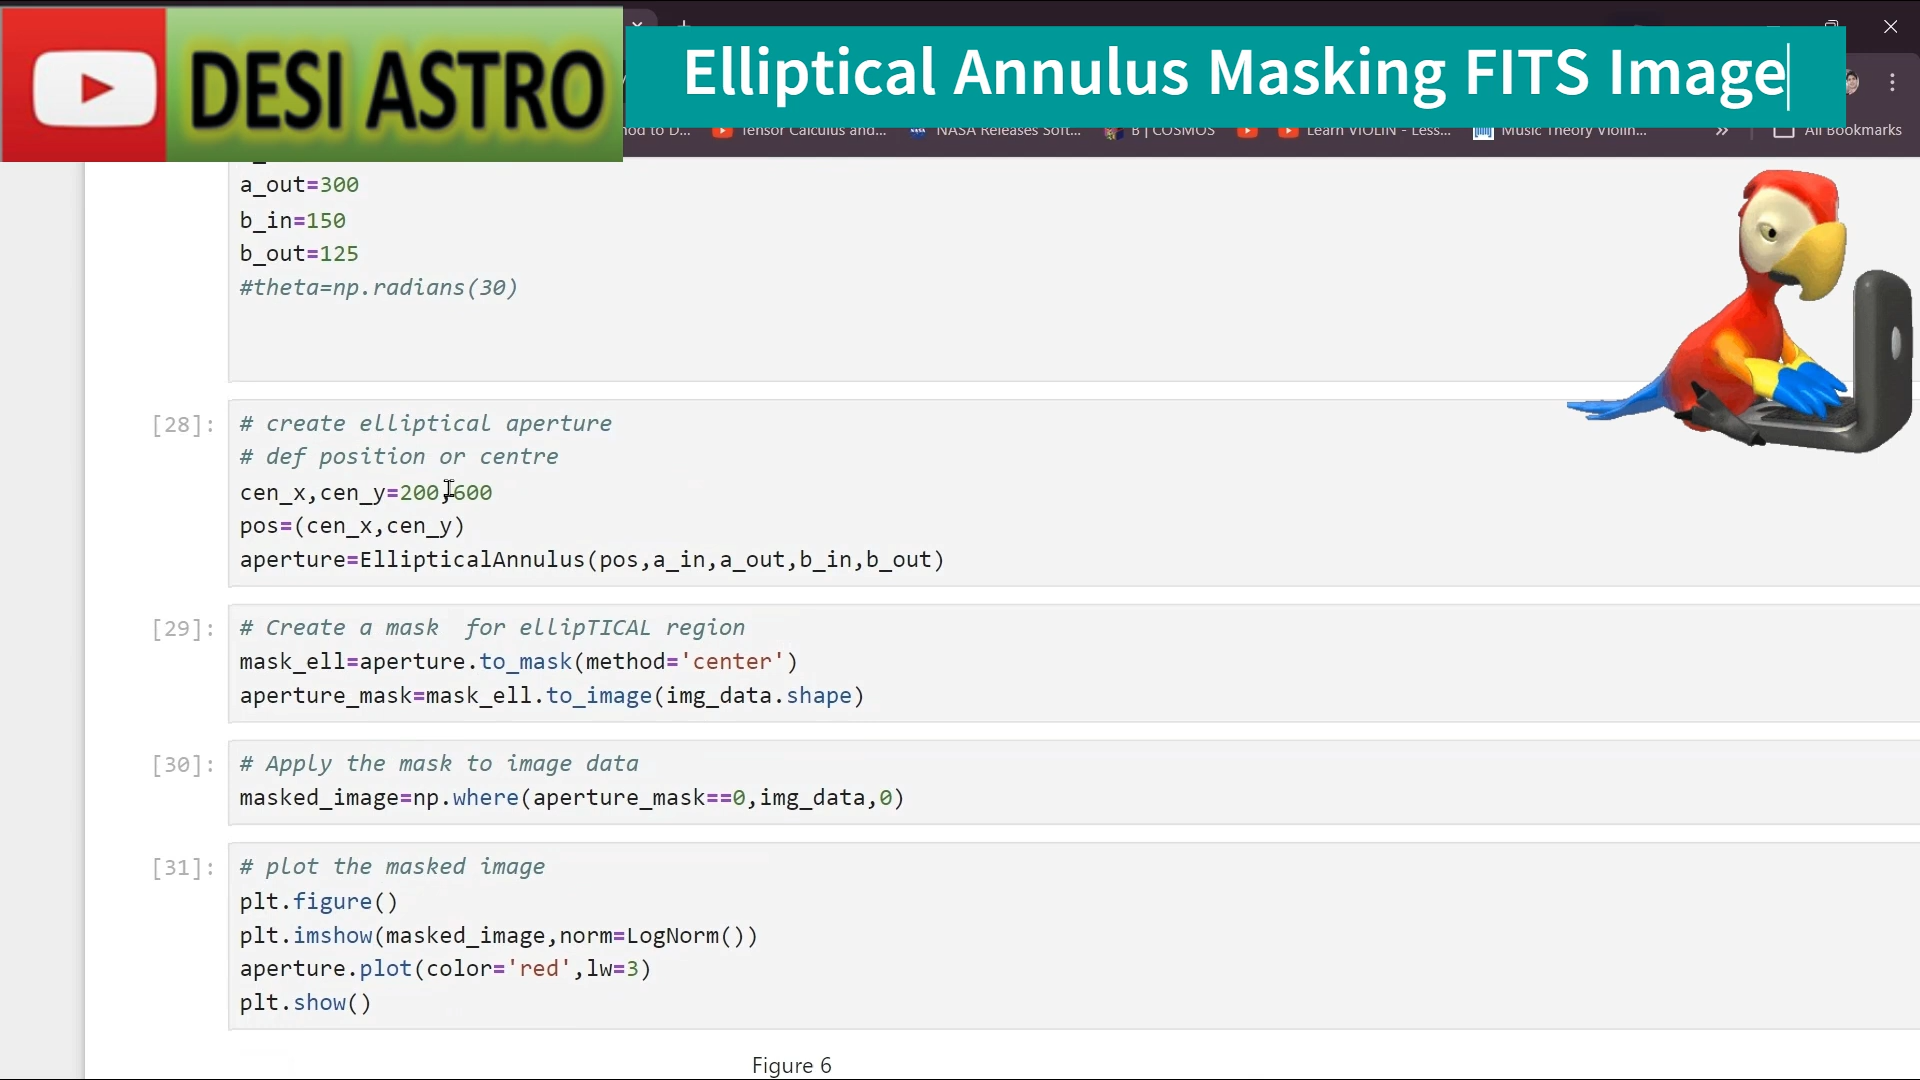 DESI ASTRO
Elliptical Annulus Masking FITS Image
Tensor Calculus and...
NASA Releases Soft...
B | COSMOS
Learn VIOLIN - Less...
Music Theory Violin...
»
All Bookmarks
a_out=300
b_in=150
b_out=125
#theta=np.radians(30)
[28]:
# create elliptical aperture
# def position or centre
cen_x,cen_y=200,600
pos=(cen_x,cen_y)
aperture=EllipticalAnnulus(pos,a_in,a_out,b_in,b_out)
[29]:
# Create a mask  for ellipTICAL region
mask_ell=aperture.to_mask(method='center')
aperture_mask=mask_ell.to_image(img_data.shape)
[30]:
# Apply the mask to image data
masked_image=np.where(aperture_mask==0,img_data,0)
[31]:
# plot the masked image
plt.figure()
plt.imshow(masked_image,norm=LogNorm())
aperture.plot(color='red',lw=3)
plt.show()
Figure 6